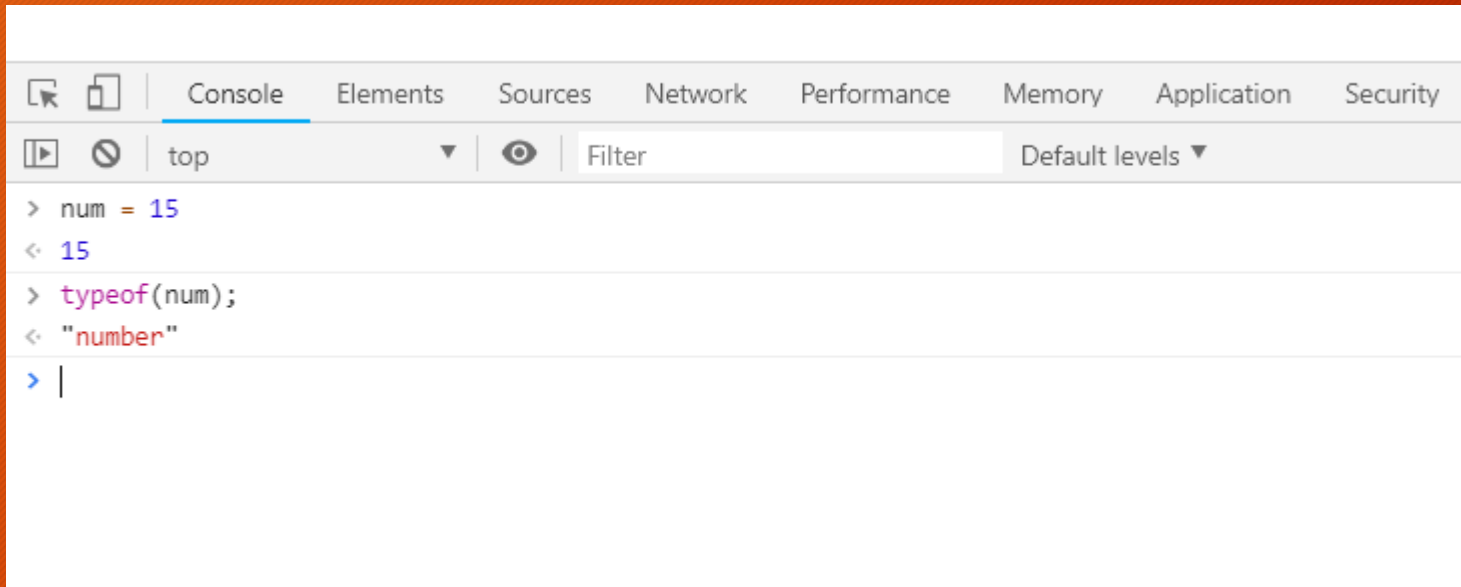 Console Elements Sources Network Performance Memory Application Security
top Filter Default levels
> num = 15
15
> typeof(num);
"number"
>